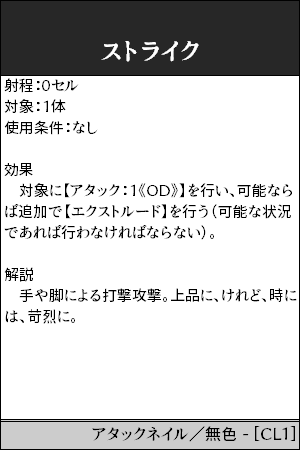 ストライク
射程：0セル
対象：1体
使用条件：なし
効果
　対象に【アタック：1《OD》】を行い、可能なら
ば追加で【エクストルード】を行う（可能な状況
であれば行わなければならない）。
解説
　手や脚による打撃攻撃。上品に、けれど、時に
は、苛烈に。
アタックネイル／無色 - [CL1]